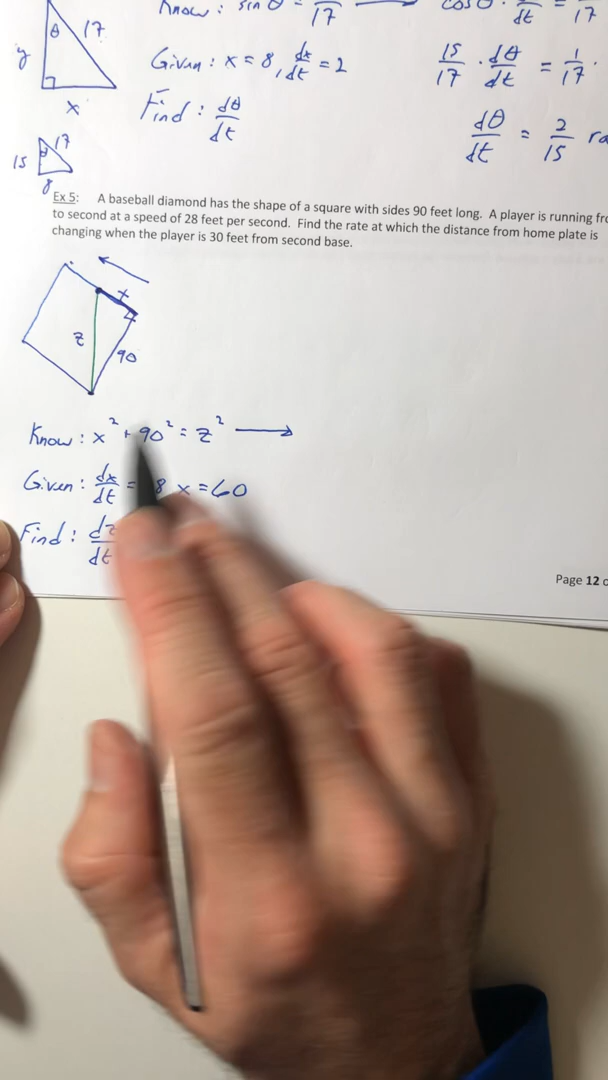 Know : sin θ = /17
cos θ · dt 17
θ 17
y
x
Given : x = 8, dx/dt = 2
15/17 · dθ/dt = 1/17 ·
Find : dθ/dt
dθ/dt = 2/15
17
15
8
Ex 5: A baseball diamond has the shape of a square with sides 90 feet long. A player is running
to second at a speed of 28 feet per second. Find the rate at which the distance from home plate is
changing when the player is 30 feet from second base.
x
z
90
Know : x² + 90² = z² →
Given : dx/dt = 8 x = 60
Find : dz/dt
Page 12